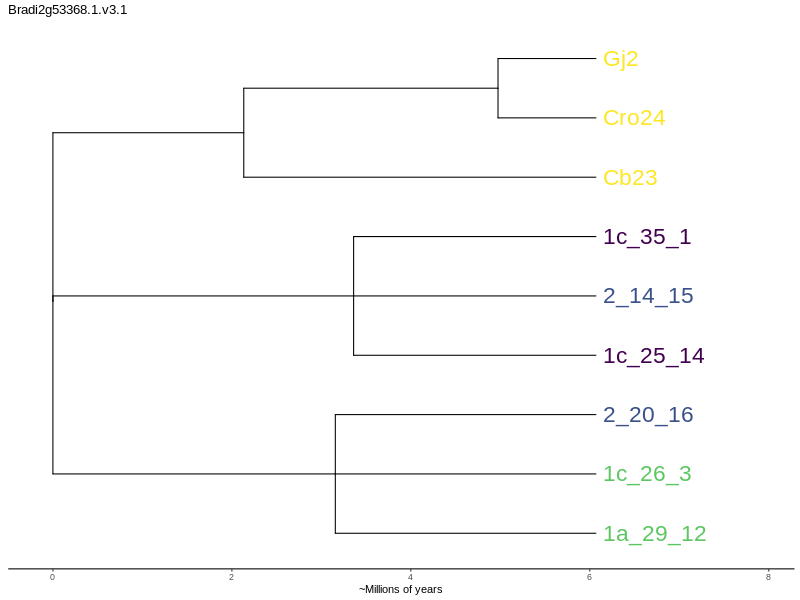 Bradi2g53368.1.v3.1
Gj2
Cro24
Cb23
1c_35_1
2_14_15
1c_25_14
2_20_16
1c_26_3
1a_29_12
0 2 4 6 8
~Millions of years